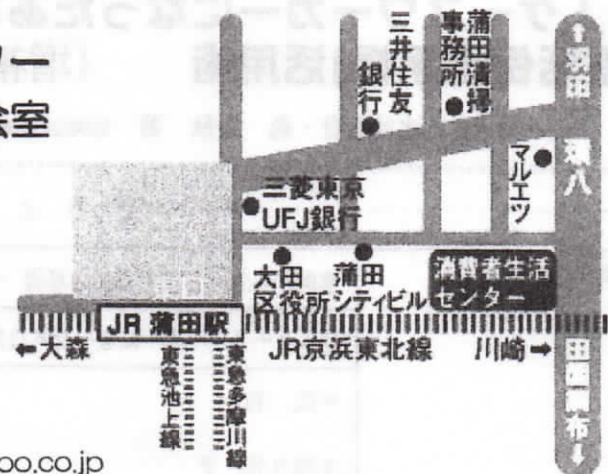 ー
会室
三井住友
銀行
蒲田清掃
事務所
↑羽田
環八
マルエツ
三菱東京
UFJ銀行
大田
区役所
蒲田
シティビル
消費者生活
センター
JR 蒲田駅
←大森
JR京浜東北線
川崎→
東急池上線
東急多摩川線
田園調布↓
oo.co.jp